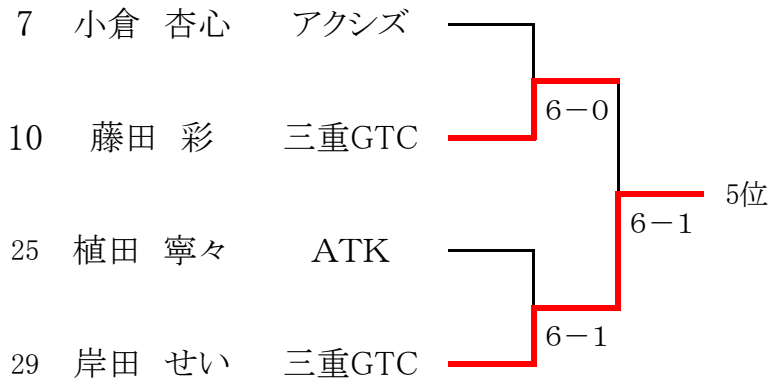 7 小倉 杏心 アクシズ
6－0
10 藤田 彩 三重GTC
5位
6－1
25 植田 寧々 ATK
6－1
29 岸田 せい 三重GTC